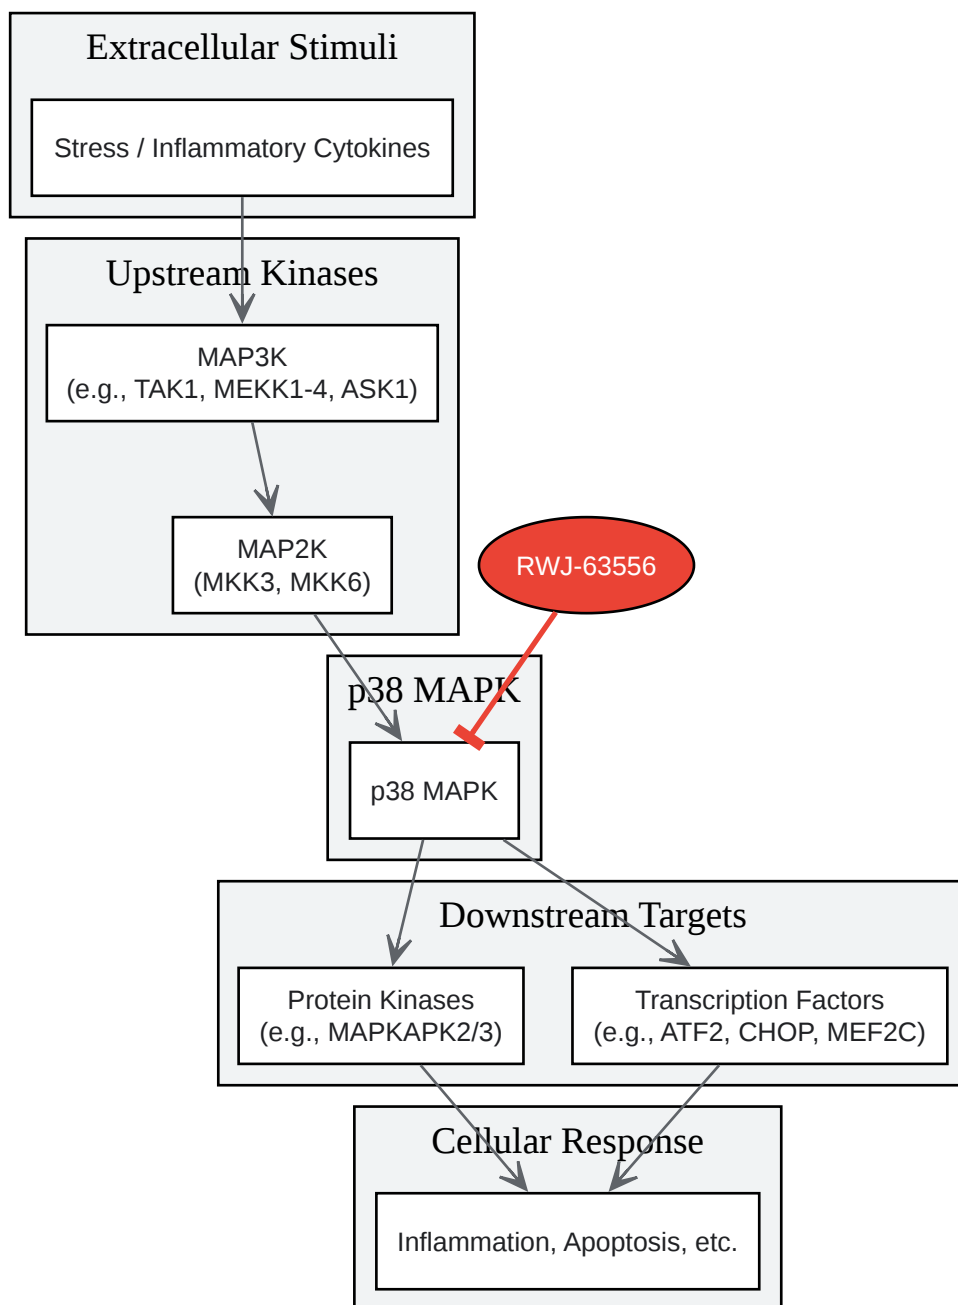 Extracellular Stimuli
Stress / Inflammatory Cytokines
Upstream Kinases
MAP3K
(e.g., TAK1, MEKK1-4, ASK1)
MAP2K
(MKK3, MKK6)
RWJ-63556
p38 MAPK
p38 MAPK
Downstream Targets
Protein Kinases
(e.g., MAPKAPK2/3)
Transcription Factors
(e.g., ATF2, CHOP, MEF2C)
Cellular Response
Inflammation, Apoptosis, etc.